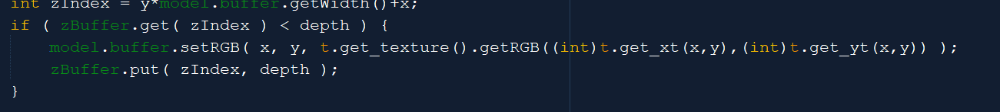 int zIndex = y*model.buffer.getWidth()+x;
if ( zBuffer.get( zIndex ) < depth ) {
model.buffer.setRGB( x, y, t.get_texture().getRGB((int)t.get_xt(x,y),(int)t.get_yt(x,y)) );
zBuffer.put( zIndex, depth );
}